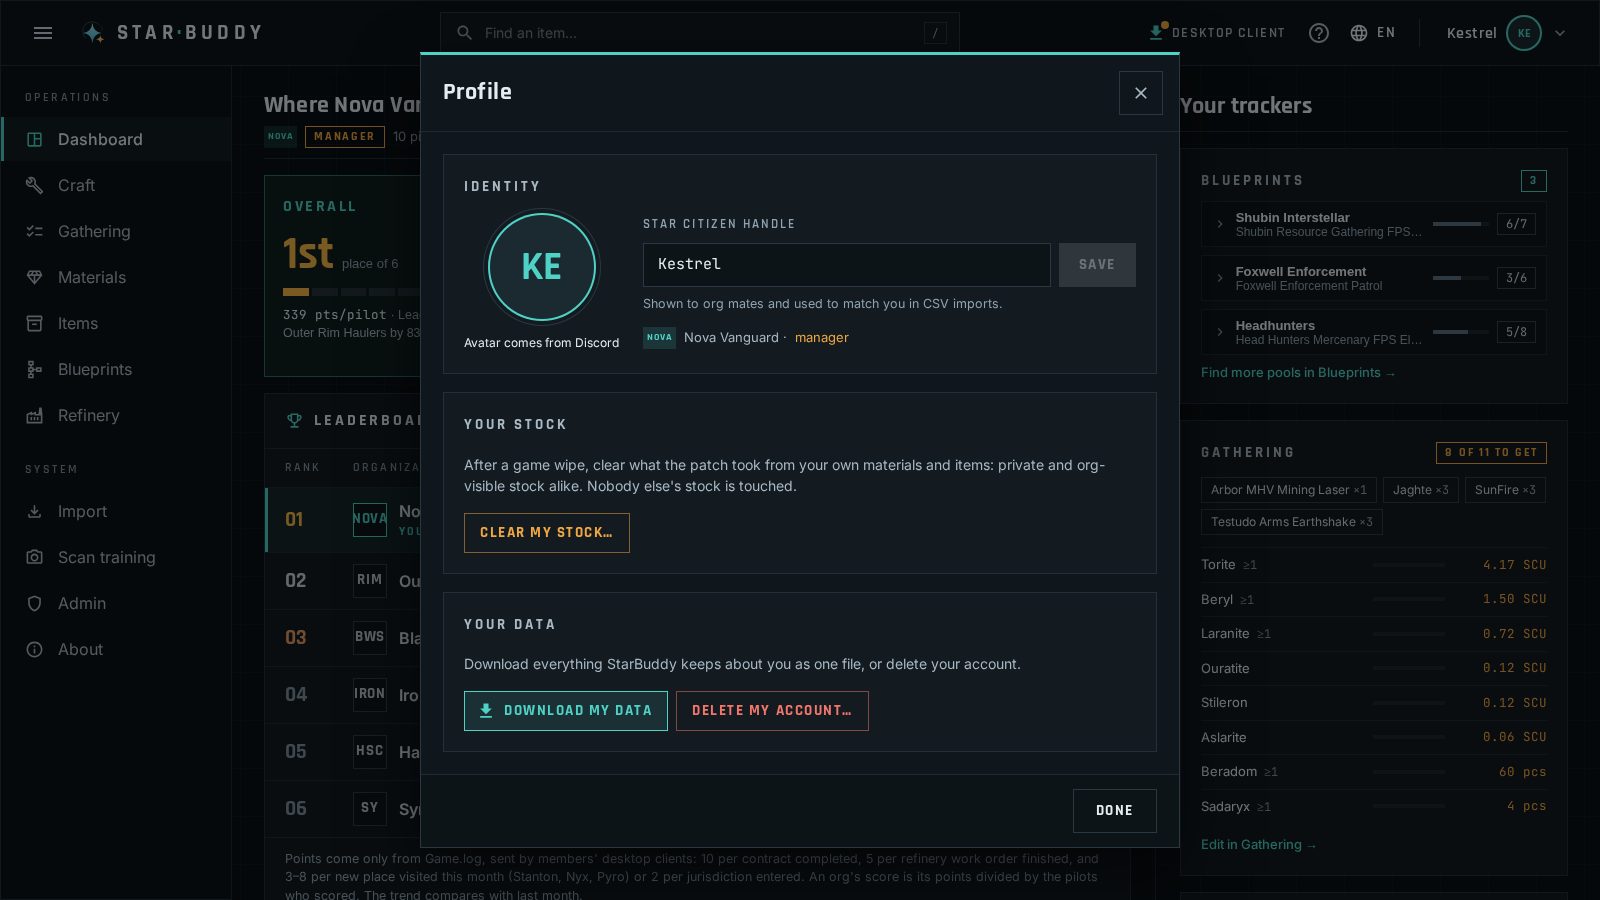 STAR·BUDDY
Find an item...
/
DESKTOP CLIENT
EN
Kestrel
KE
OPERATIONS
Dashboard
Craft
Gathering
Materials
Items
Blueprints
Refinery
SYSTEM
Import
Scan training
Admin
About
Where Nova
NOVA
MANAGER
10
OVERALL
1st place of 6
339 pts/pilot
Outer Rim Haulers by 83
RANK
01
NOVA
02
RIM
03
BWS
04
IRON
05
HSC
06
SY
Points come only from Game.log, sent by members' desktop clients: 10 per contract completed, 5 per refinery work order finished, and
3–8 per new place visited this month (Stanton, Nyx, Pyro) or 2 per jurisdiction entered. An org's score is its points divided by the pilots
who scored. The trend compares with last month.
Profile
IDENTITY
KE
Avatar comes from Discord
STAR CITIZEN HANDLE
Kestrel
SAVE
Shown to org mates and used to match you in CSV imports.
NOVA Nova Vanguard · manager
YOUR STOCK
After a game wipe, clear what the patch took from your own materials and items: private and org-
visible stock alike. Nobody else's stock is touched.
CLEAR MY STOCK…
YOUR DATA
Download everything StarBuddy keeps about you as one file, or delete your account.
DOWNLOAD MY DATA
DELETE MY ACCOUNT…
DONE
Your trackers
BLUEPRINTS
3
Shubin Interstellar
Shubin Resource Gathering FPS…
6/7
Foxwell Enforcement
Foxwell Enforcement Patrol
3/6
Headhunters
Head Hunters Mercenary FPS El…
5/8
Find more pools in Blueprints →
GATHERING
8 OF 11 TO GET
Arbor MHV Mining Laser ×1
Jaghte ×3
SunFire ×3
Testudo Arms Earthshake ×3
Torite ≥1 4.17 SCU
Beryl ≥1 1.50 SCU
Laranite ≥1 0.72 SCU
Ouratite 0.12 SCU
Stileron 0.12 SCU
Aslarite 0.06 SCU
Beradom ≥1 60 pcs
Sadaryx ≥1 4 pcs
Edit in Gathering →